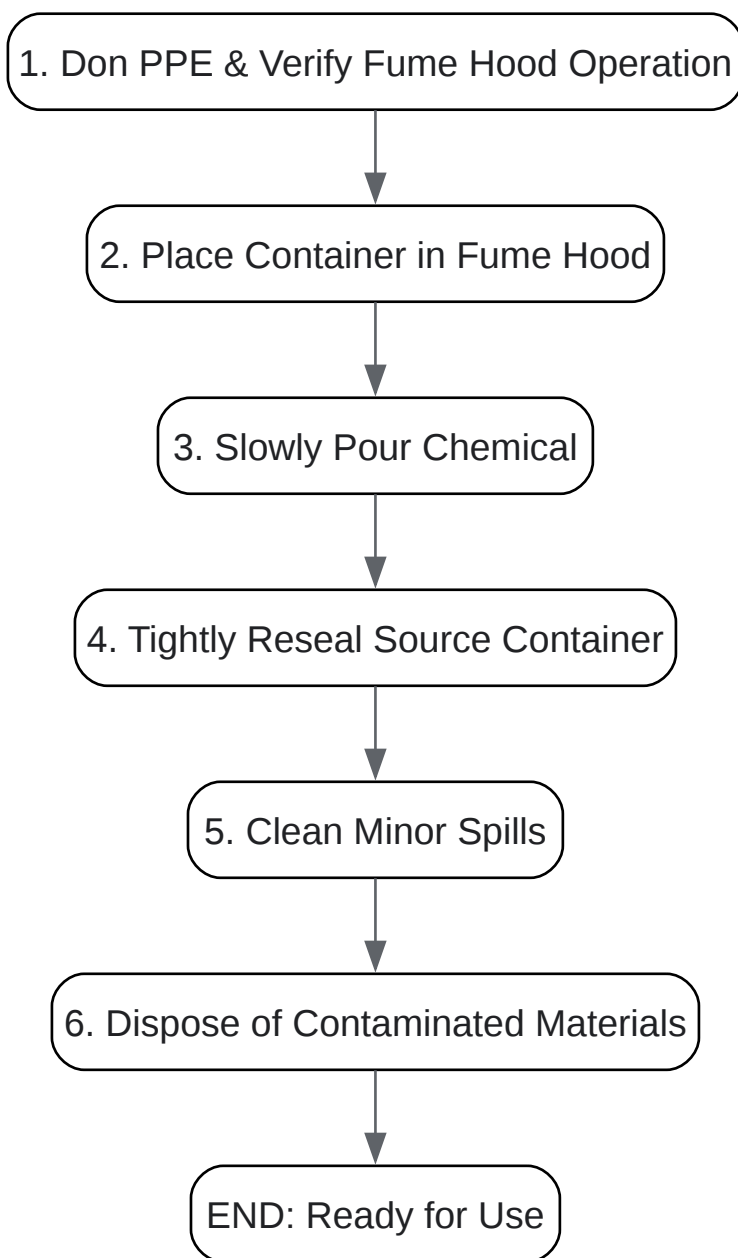 1. Don PPE & Verify Fume Hood Operation
2. Place Container in Fume Hood
3. Slowly Pour Chemical
4. Tightly Reseal Source Container
5. Clean Minor Spills
6. Dispose of Contaminated Materials
END: Ready for Use